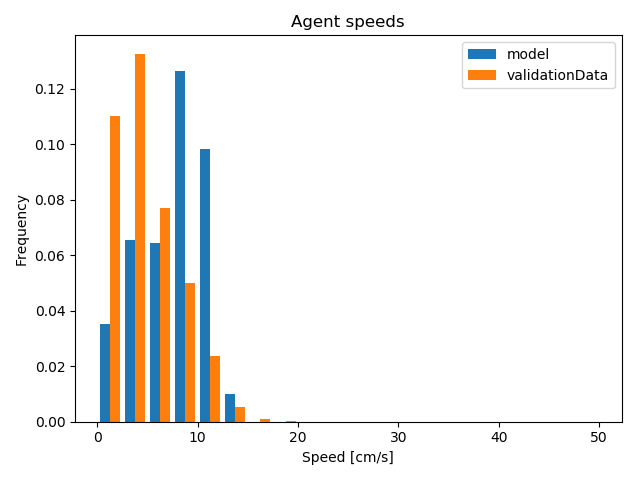 Agent speeds
model
validationData
Frequency
0.12
0.10
0.08
0.06
0.04
0.02
0.00
0 10 20 30 40 50
Speed [cm/s]